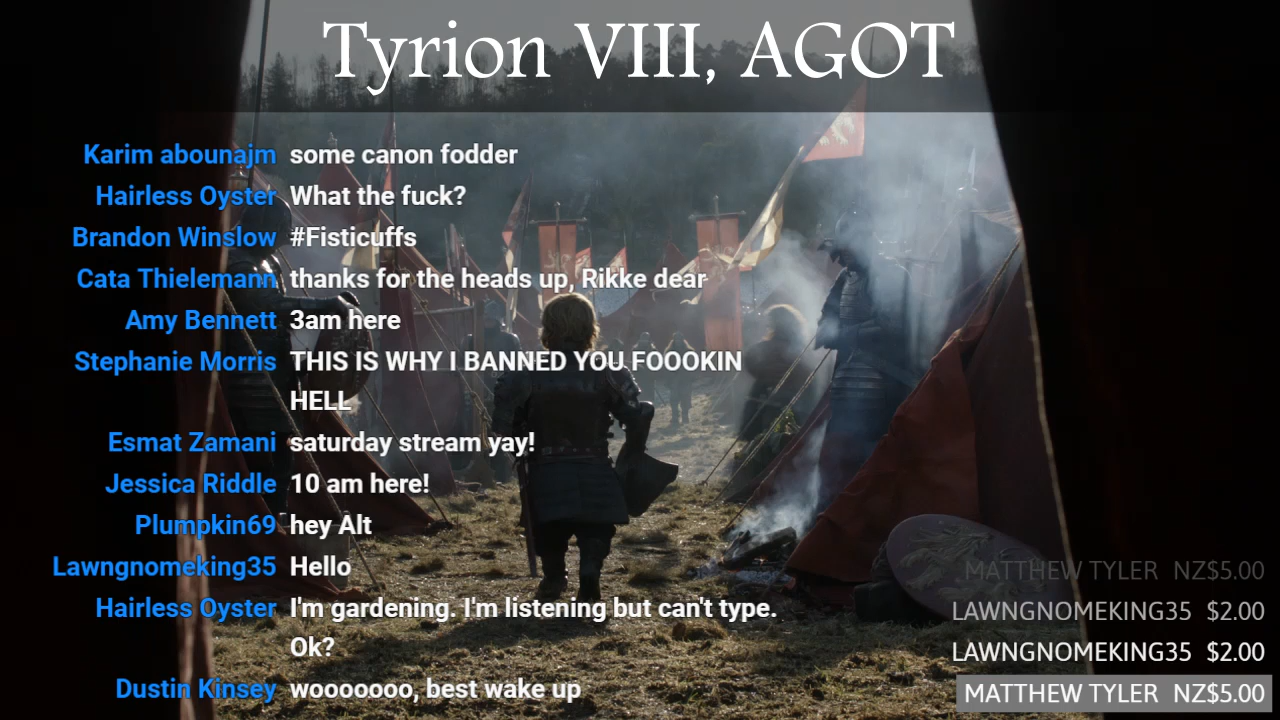 Tyrion VIII, AGOT
Karim abounajm some canon fodder
Hairless Oyster What the fuck?
Brandon Winslow #Fisticuffs
Cata Thielemann thanks for the heads up, Rikke dear
Amy Bennett 3am here
Stephanie Morris THIS IS WHY I BANNED YOU FOOOKIN
HELL
Esmat Zamani saturday stream yay!
Jessica Riddle 10 am here!
Plumpkin69 hey Alt
Lawngnomeking35 Hello
Hairless Oyster I'm gardening. I'm listening but can't type.
Ok?
Dustin Kinsey wooooooo, best wake up
MATTHEW TYLER NZ$5.00
LAWNGNOMEKING35 $2.00
LAWNGNOMEKING35 $2.00
MATTHEW TYLER NZ$5.00